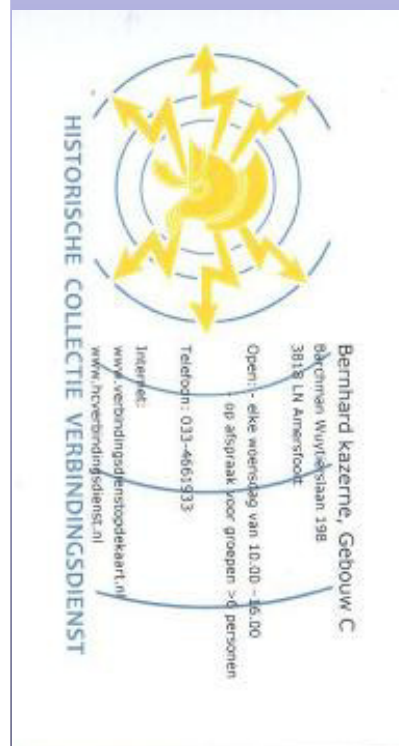 Bernhard kazerne, Gebouw C
Barchman Wuytierslaan 198
3818 LN Amersfoort
Open: - elke woensdag van 10.00 - 16.00
- op afspraak voor groepen >6 personen
Telefoon: 033-4661933
Internet:
www.verbindingsdienstopdekaart.nl
www.hcverbindingsdienst.nl
HISTORISCHE COLLECTIE VERBINDINGSDIENST